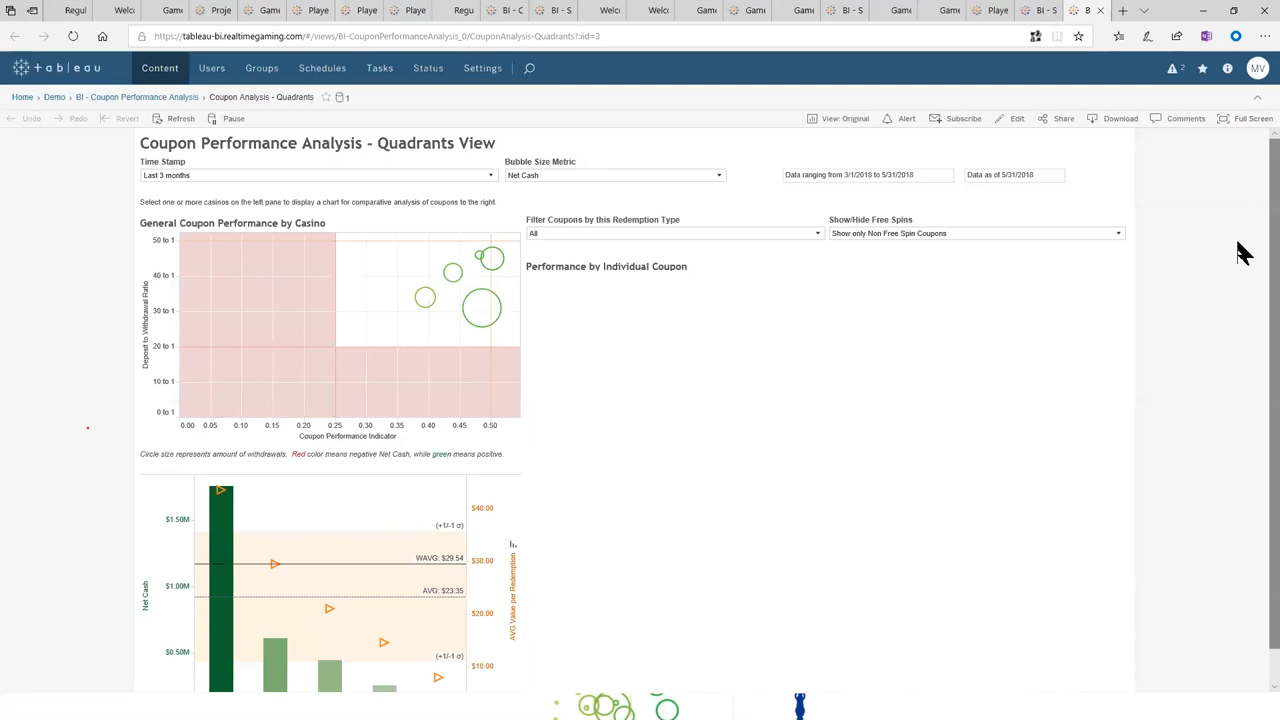 Regul
Gam
Proje
Game
Playe
Playe
Playe
Regu
BI - C
BI - S
Welco
Welco
Game
Gam
BI - S
Game
Game
Playe
BI - S
B
https://tableau-bi.realtimegaming.com/#/views/BI-CouponPerformanceAnalysis_0/CouponAnalysis-Quadrants?:iid=3
tableau
Content
Users
Groups
Schedules
Tasks
Status
Settings
2
MV
Home > Demo > BI - Coupon Performance Analysis > Coupon Analysis - Quadrants 1
Undo
Redo
Revert
Refresh
Pause
View: Original
Alert
Subscribe
Edit
Share
Download
Comments
Full Screen
Coupon Performance Analysis - Quadrants View
Time Stamp
Bubble Size Metric
Last 3 months
Net Cash
Data ranging from 3/1/2018 to 5/31/2018
Data as of 5/31/2018
Select one or more casinos on the left pane to display a chart for comparative analysis of coupons to the right.
General Coupon Performance by Casino
Filter Coupons by this Redemption Type
Show/Hide Free Spins
All
Show only Non Free Spin Coupons
Performance by Individual Coupon
Deposit to Withdrawal Ratio
50 to 1
40 to 1
30 to 1
20 to 1
10 to 1
0 to 1
0.00 0.05 0.10 0.15 0.20 0.25 0.30 0.35 0.40 0.45 0.50
Coupon Performance Indicator
Circle size represents amount of withdrawals. Red color means negative Net Cash, while green means positive.
Net Cash
$1.50M
$1.00M
$0.50M
(+1/-1 σ)
WAVG: $29.54
AVG: $23.35
(+1/-1 σ)
$40.00
$30.00
$20.00
$10.00
AVG Value per Redemption